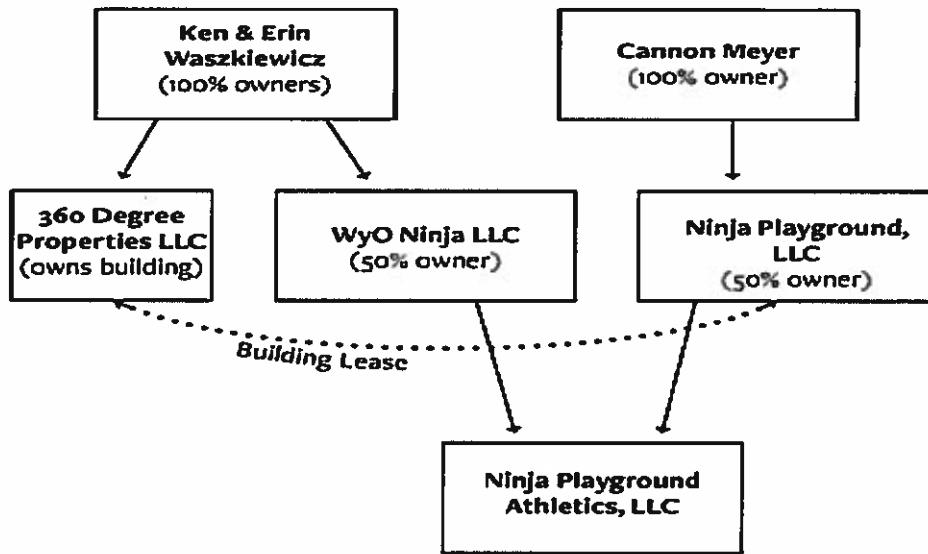 Ken & Erin
Waszkiewicz
(100% owners)
Cannon Meyer
(100% owner)
360 Degree
Properties LLC
(owns building)
WyO Ninja LLC
(50% owner)
Ninja Playground,
LLC
(50% owner)
Building Lease
Ninja Playground
Athletics, LLC